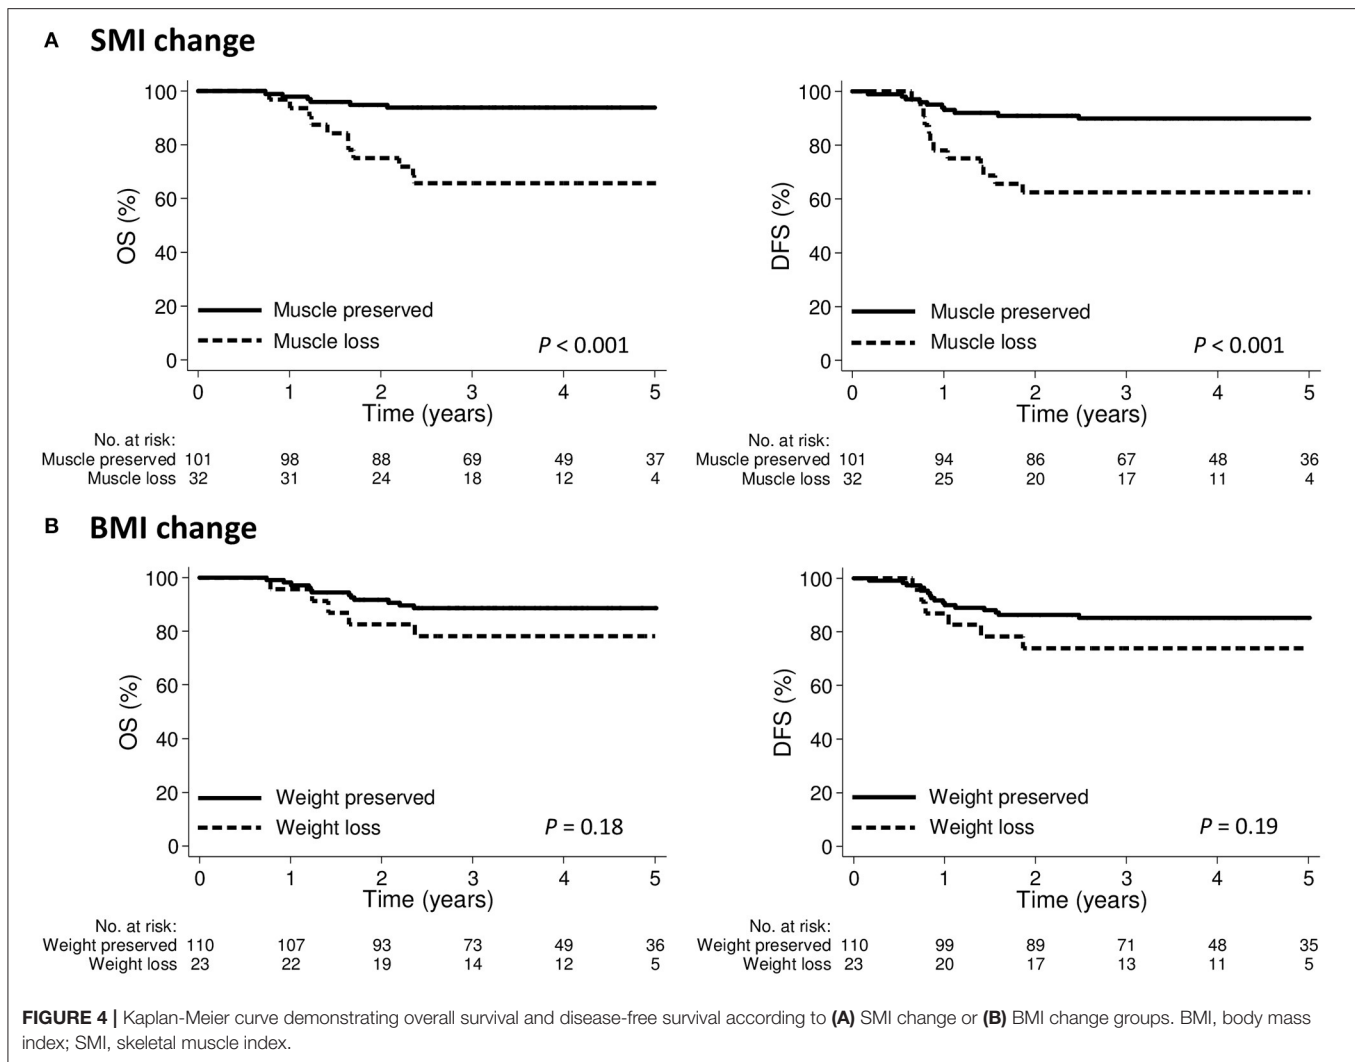 A SMI change
100
80
60
40
20
0
OS (%)
Muscle preserved
Muscle loss
P < 0.001
0 1 2 3 4 5
Time (years)
No. at risk:
Muscle preserved 101 98 88 69 49 37
Muscle loss 32 31 24 18 12 4
100
80
60
40
20
0
DFS (%)
Muscle preserved
Muscle loss
P < 0.001
0 1 2 3 4 5
Time (years)
No. at risk:
Muscle preserved 101 94 86 67 48 36
Muscle loss 32 25 20 17 11 4
B BMI change
100
80
60
40
20
0
OS (%)
Weight preserved
Weight loss
P = 0.18
0 1 2 3 4 5
Time (years)
No. at risk:
Weight preserved 110 107 93 73 49 36
Weight loss 23 22 19 14 12 5
100
80
60
40
20
0
DFS (%)
Weight preserved
Weight loss
P = 0.19
0 1 2 3 4 5
Time (years)
No. at risk:
Weight preserved 110 99 89 71 48 35
Weight loss 23 20 17 13 11 5
FIGURE 4 | Kaplan-Meier curve demonstrating overall survival and disease-free survival according to (A) SMI change or (B) BMI change groups. BMI, body mass
index; SMI, skeletal muscle index.